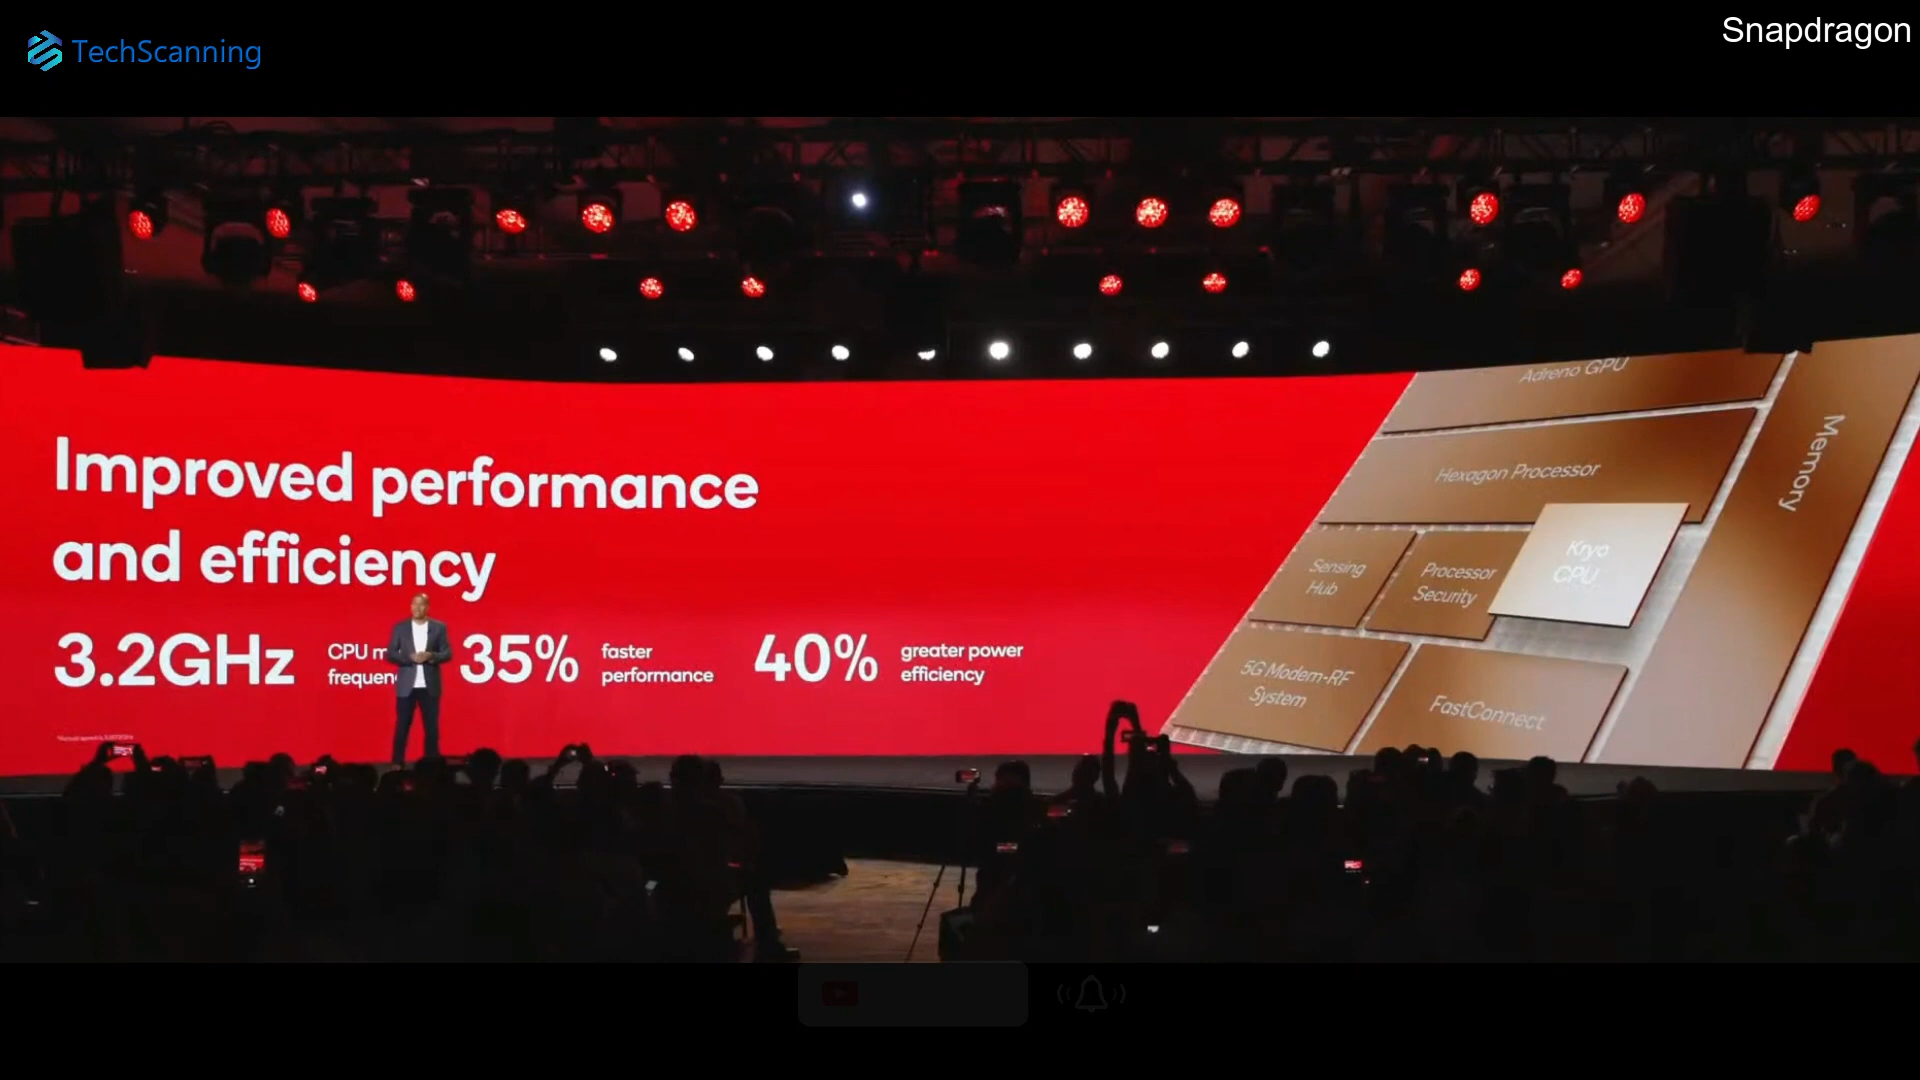 TechScanning
Snapdragon
Improved performance
and efficiency
3.2GHz
CPU m
frequen
35%
faster
performance
40%
greater power
efficiency
Adreno GPU
Hexagon Processor
Memory
Sensing
Hub
Processor
Security
Kryo
CPU
5G Modem-RF
System
FastConnect